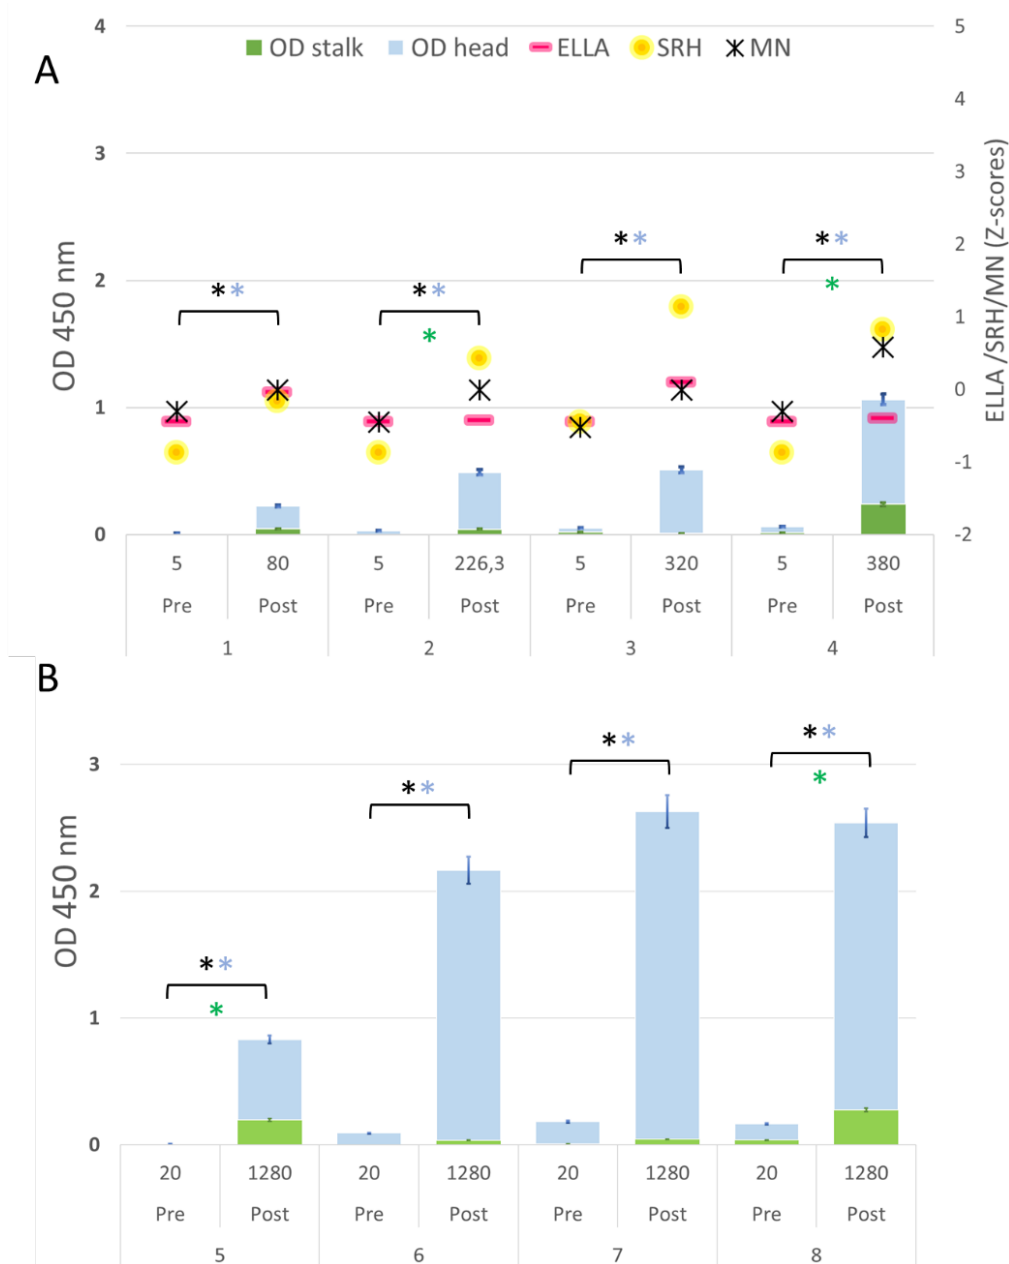 4
5
OD stalk OD head ELLA SRH MN
A
4
3
3
* *
2
* *
* *
* *
2
*
*
1
0
1
-1
0
-2
OD 450 nm
ELLA /SRH/MN (Z-scores)
5 80 5 226,3 5 320 5 380
Pre Post Pre Post Pre Post Pre Post
1 2 3 4
B
* *
* *
3
*
* *
2
* *
*
1
0
OD 450 nm
20 1280 20 1280 20 1280 20 1280
Pre Post Pre Post Pre Post Pre Post
5 6 7 8